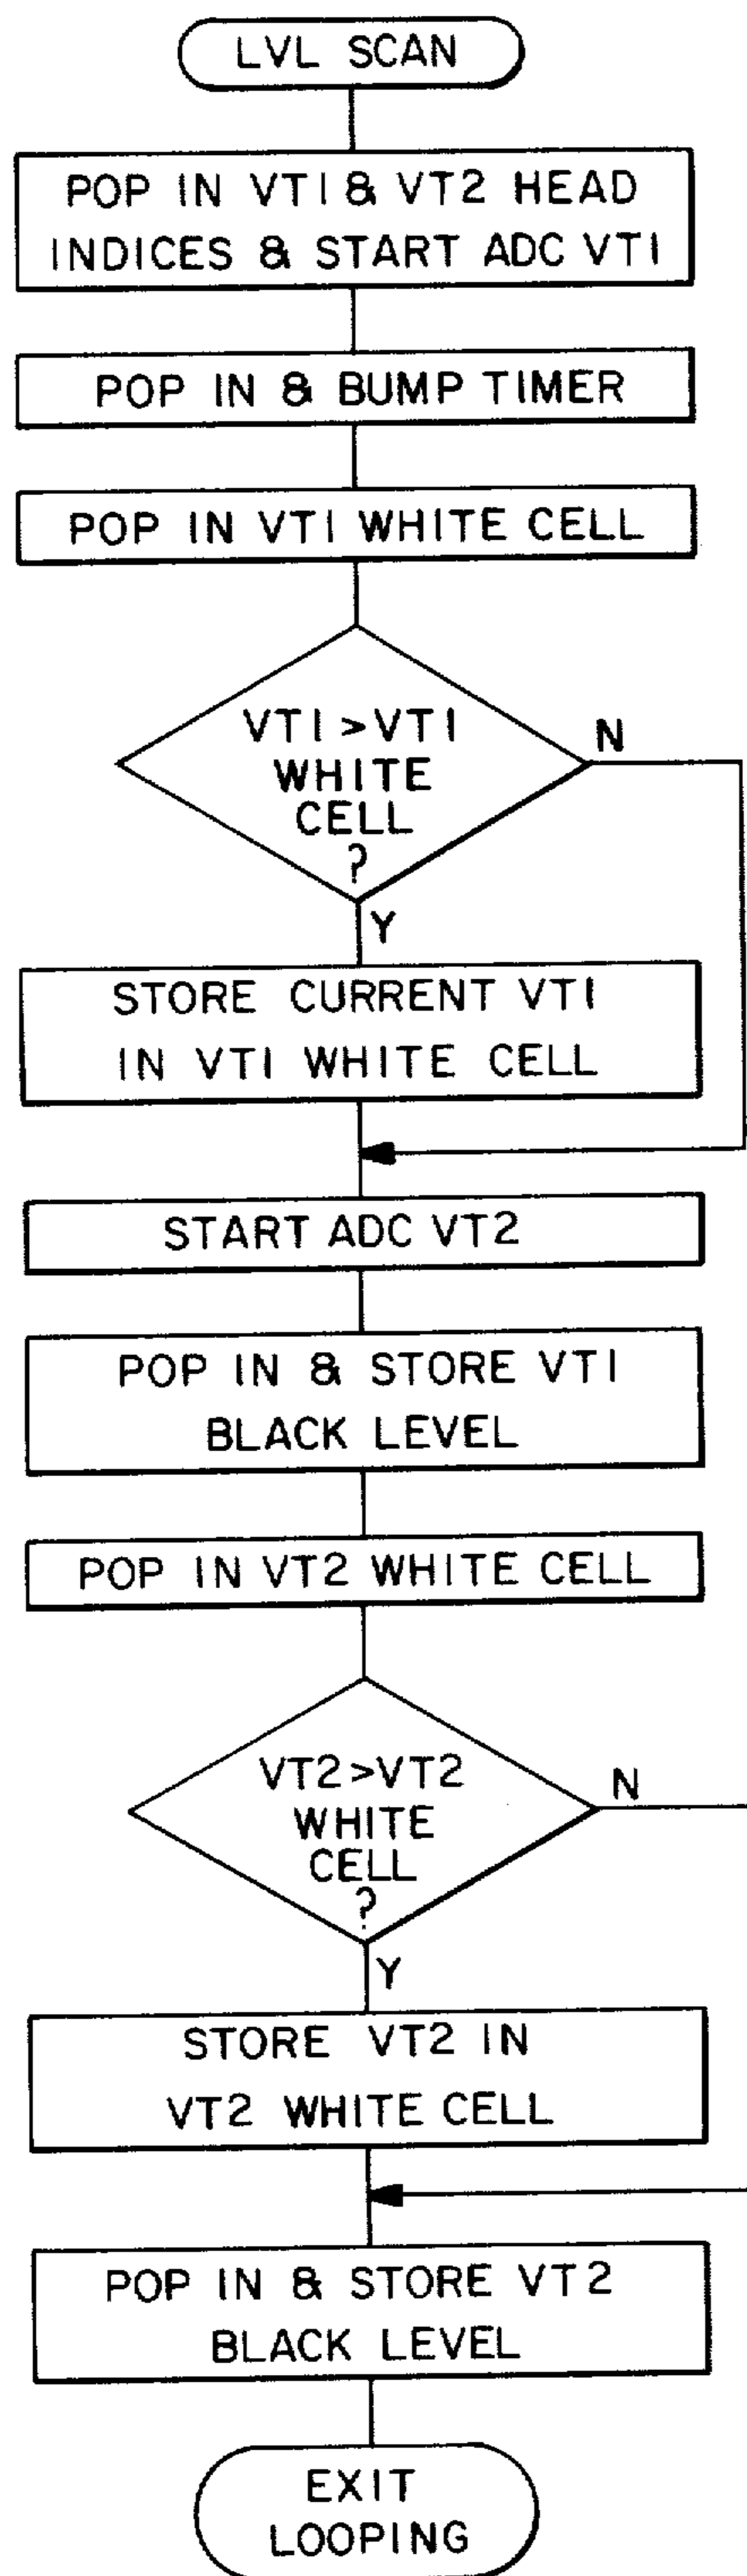 LVL SCAN
POP IN VT1 & VT2 HEAD
INDICES & START ADC VT1
POP IN & BUMP TIMER
POP IN VT1 WHITE CELL
VT1 > VT1
WHITE
CELL
?
N
Y
STORE CURRENT VT1
IN VT1 WHITE CELL
START ADC VT2
POP IN & STORE VT1
BLACK LEVEL
POP IN VT2 WHITE CELL
VT2 > VT2
WHITE
CELL
?
N
Y
STORE VT2 IN
VT2 WHITE CELL
POP IN & STORE VT2
BLACK LEVEL
EXIT
LOOPING